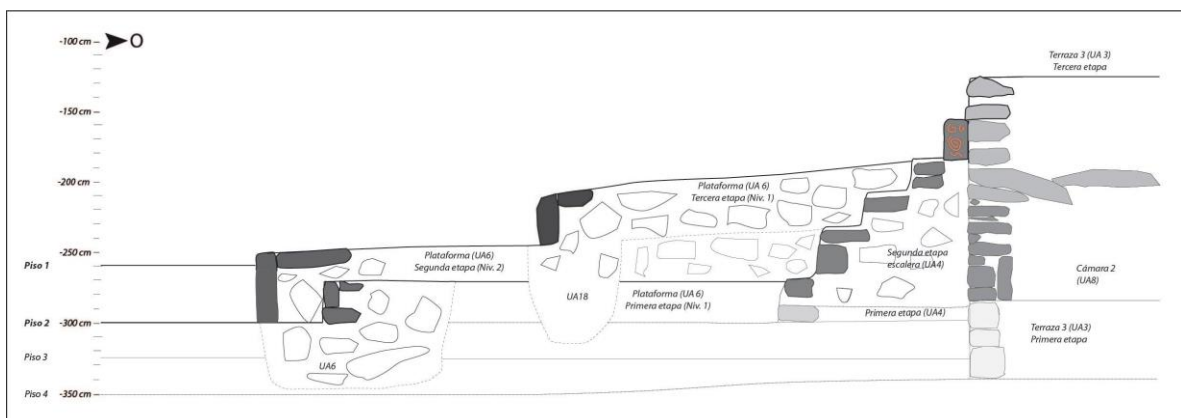 -100 cm
O
-150 cm
-200 cm
-250 cm
-300 cm
-350 cm
Piso 1
Piso 2
Piso 3
Piso 4
Terraza 3 (UA 3)
Tercera etapa
Plataforma (UA 6)
Tercera etapa (Niv. 1)
Plataforma (UA6)
Segunda etapa (Niv. 2)
Segunda etapa
escalera (UA4)
Cámara 2
(UA8)
UA18
Plataforma (UA 6)
Primera etapa (Niv. 1)
Primera etapa (UA4)
Terraza 3 (UA3)
Primera etapa
UA6